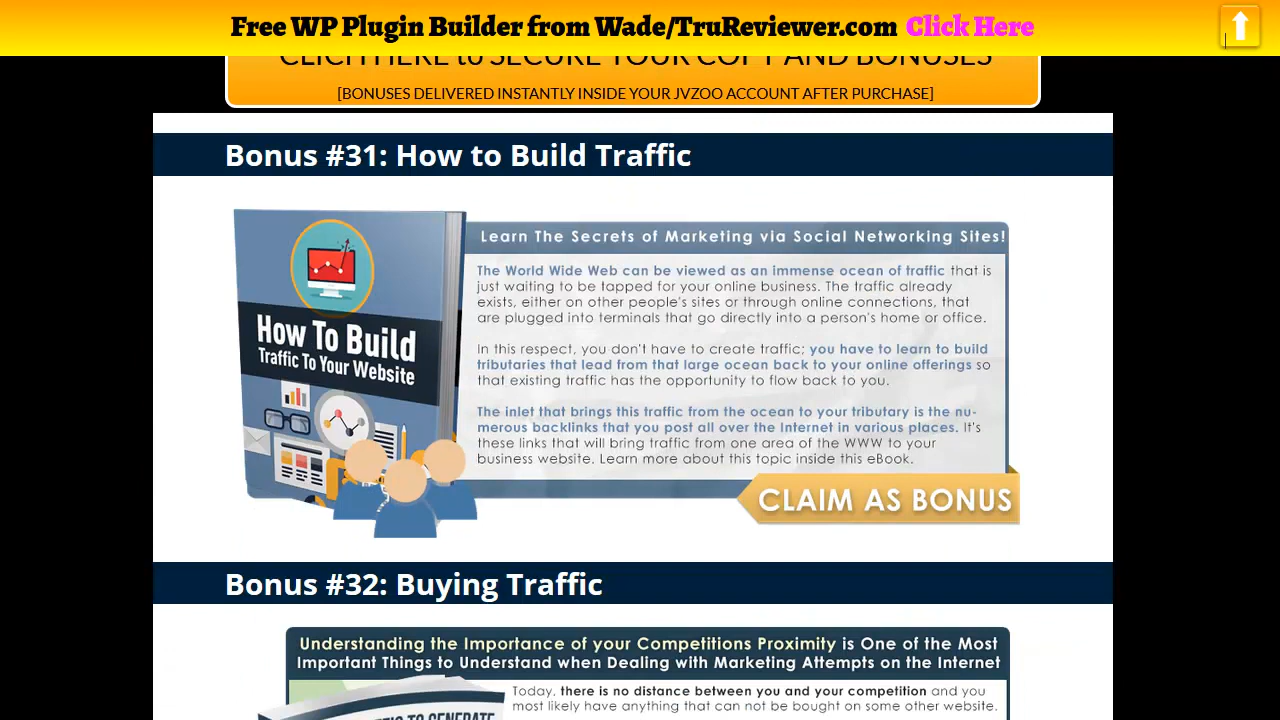 Free WP Plugin Builder from Wade/TruReviewer.com Click Here
CLICH HERE to SECURE YOUR COPY AND BONUSES
[BONUSES DELIVERED INSTANTLY INSIDE YOUR JVZOO ACCOUNT AFTER PURCHASE]
Bonus #31: How to Build Traffic
Learn The Secrets of Marketing via Social Networking Sites!
The World Wide Web can be viewed as an immense ocean of traffic that is
just waiting to be tapped for your online business. The traffic already
exists, either on other people's sites or through online connections, that
are plugged into terminals that go directly into a person's home or office.
In this respect, you don't have to create traffic; you have to learn to build
tributaries that lead from that large ocean back to your online offerings so
that existing traffic has the opportunity to flow back to you.
The inlet that brings this traffic from the ocean to your tributary is the nu-
merous backlinks that you post all over the Internet in various places. It's
these links that will bring traffic from one area of the WWW to your
business website. Learn more about this topic inside this eBook.
How To Build
Traffic To Your Website
CLAIM AS BONUS
Bonus #32: Buying Traffic
Understanding the Importance of your Competitions Proximity is One of the Most
Important Things to Understand when Dealing with Marketing Attempts on the Internet
Today, there is no distance between you and your competition and you
most likely have anything that can not be bought on some other website.
TO GENERATE